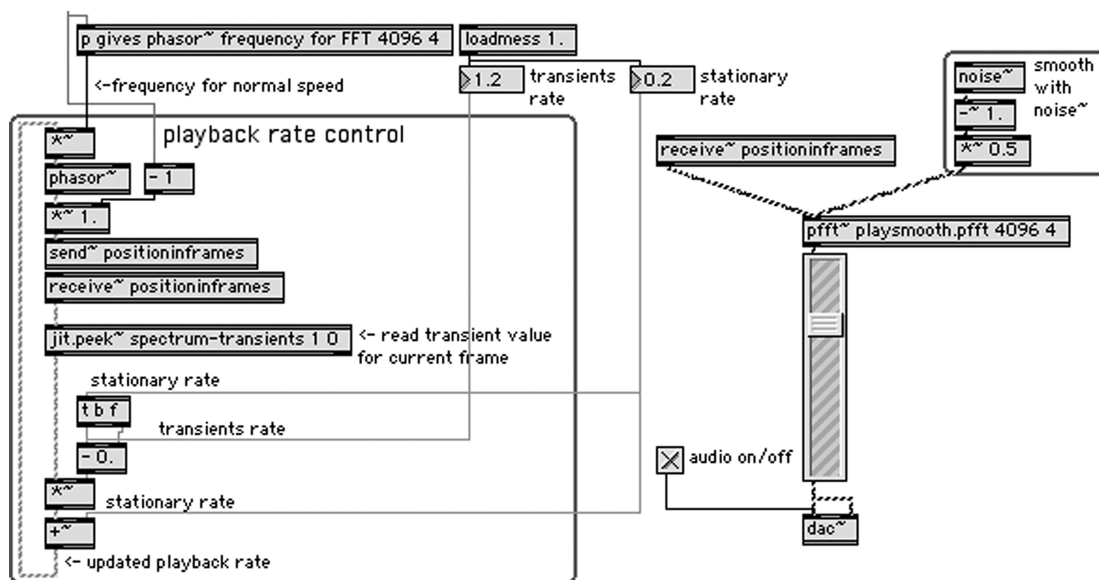 p gives phasor~ frequency for FFT 4096 4
loadmess 1.
<-frequency for normal speed
1.2
transients
rate
0.2
stationary
rate
noise~
smooth
with
noise~
-~ 1.
*~ 0.5
playback rate control
*~
phasor~
- 1
*~ 1.
send~ positioninframes
receive~ positioninframes
jit.peek~ spectrum-transients 1 0
<- read transient value
for current frame
stationary rate
t b f
transients rate
- 0.
*~
stationary rate
+~
<- updated playback rate
receive~ positioninframes
pfft~ playsmooth.pfft 4096 4
audio on/off
dac~